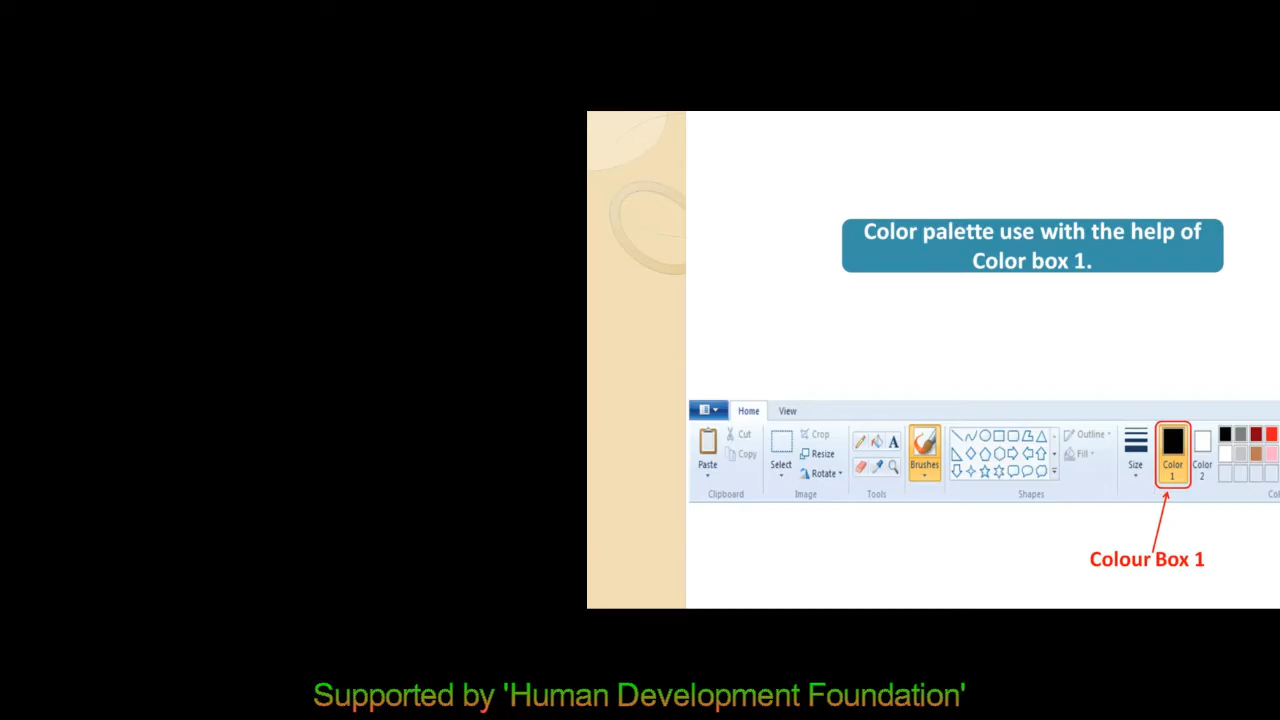 Color palette use with the help of
Color box 1.
Home View
Paste
Cut
Copy
Clipboard
Select
Crop
Resize
Rotate
Image
A
Tools
Brushes
Shapes
Outline
Fill
Size
Color
1
Color
2
Colour Box 1
Supported by 'Human Development Foundation'